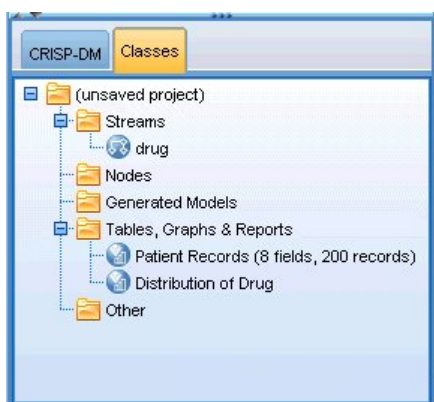 CRISP-DM Classes
(unsaved project)
Streams
drug
Nodes
Generated Models
Tables, Graphs & Reports
Patient Records (8 fields, 200 records)
Distribution of Drug
Other